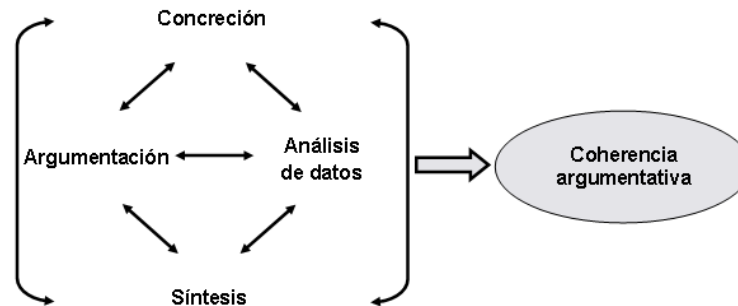 Concreción
Argumentación
Análisis
de datos
Síntesis
Coherencia
argumentativa